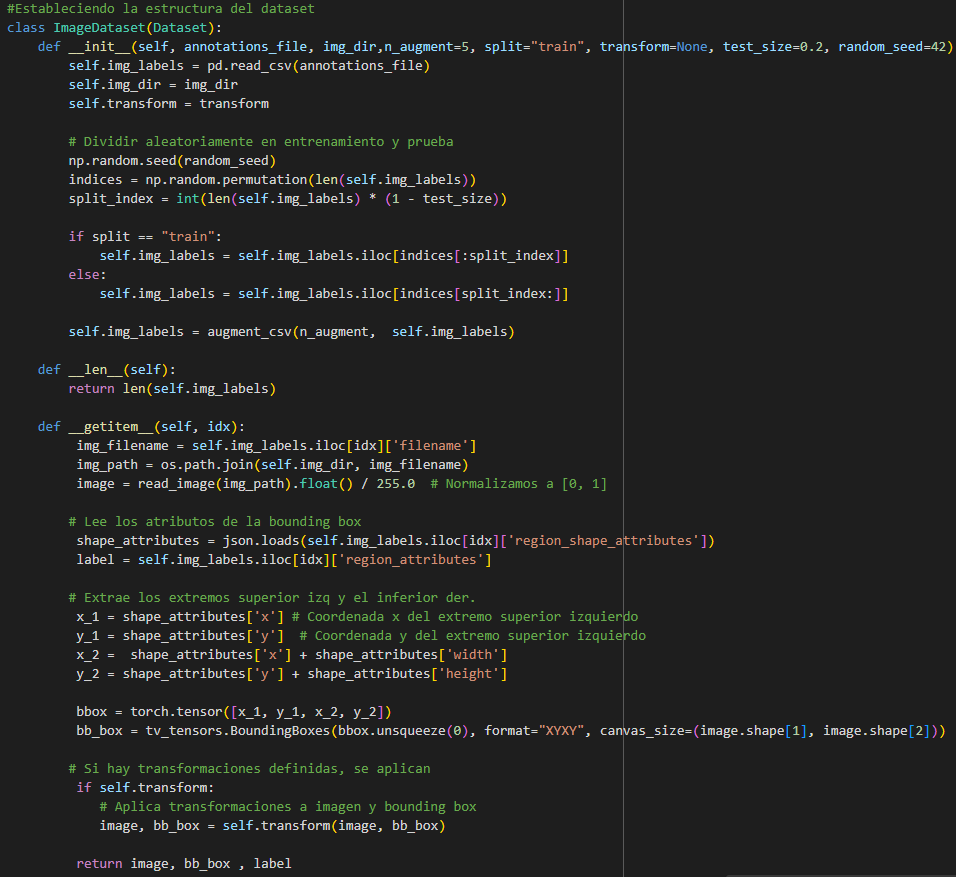 #Estableciendo la estructura del dataset
class ImageDataset(Dataset):
    def __init__(self, annotations_file, img_dir,n_augment=5, split="train", transform=None, test_size=0.2, random_seed=42)
        self.img_labels = pd.read_csv(annotations_file)
        self.img_dir = img_dir
        self.transform = transform

        # Dividir aleatoriamente en entrenamiento y prueba
        np.random.seed(random_seed)
        indices = np.random.permutation(len(self.img_labels))
        split_index = int(len(self.img_labels) * (1 - test_size))

        if split == "train":
            self.img_labels = self.img_labels.iloc[indices[:split_index]]
        else:
            self.img_labels = self.img_labels.iloc[indices[split_index:]]

        self.img_labels = augment_csv(n_augment,  self.img_labels)

    def __len__(self):
        return len(self.img_labels)

    def __getitem__(self, idx):
         img_filename = self.img_labels.iloc[idx]['filename']
         img_path = os.path.join(self.img_dir, img_filename)
         image = read_image(img_path).float() / 255.0  # Normalizamos a [0, 1]

        # Lee los atributos de la bounding box
         shape_attributes = json.loads(self.img_labels.iloc[idx]['region_shape_attributes'])
         label = self.img_labels.iloc[idx]['region_attributes']

        # Extrae los extremos superior izq y el inferior der.
         x_1 = shape_attributes['x'] # Coordenada x del extremo superior izquierdo
         y_1 = shape_attributes['y']  # Coordenada y del extremo superior izquierdo
         x_2 =  shape_attributes['x'] + shape_attributes['width']
         y_2 = shape_attributes['y'] + shape_attributes['height']

         bbox = torch.tensor([x_1, y_1, x_2, y_2])
         bb_box = tv_tensors.BoundingBoxes(bbox.unsqueeze(0), format="XYXY", canvas_size=(image.shape[1], image.shape[2]))

        # Si hay transformaciones definidas, se aplican
         if self.transform:
            # Aplica transformaciones a imagen y bounding box
            image, bb_box = self.transform(image, bb_box)

         return image, bb_box , label